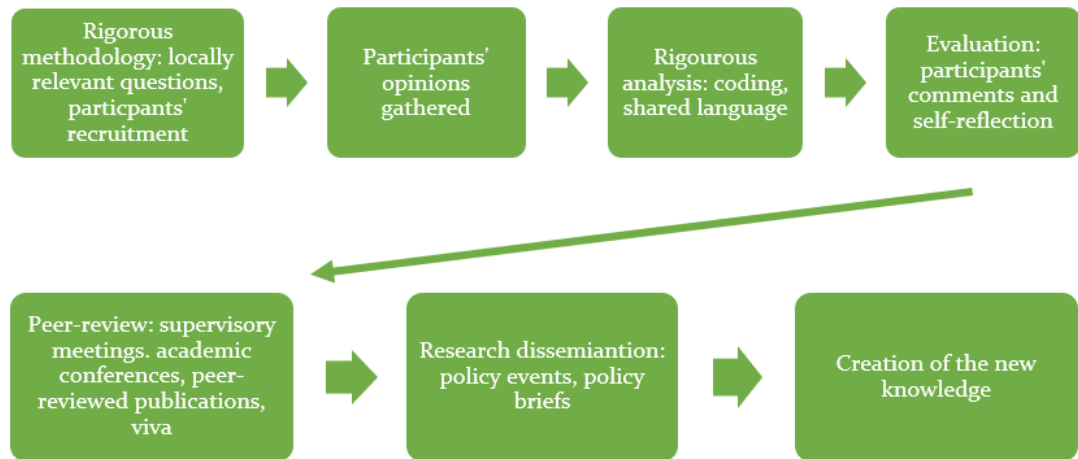 Rigorous
methodology: locally
relevant questions,
particpants'
recruitment
Participants'
opinions
gathered
Rigourous
analysis: coding,
shared language
Evaluation:
participants'
comments and
self-reflection
Peer-review: supervisory
meetings. academic
conferences, peer-
reviewed publications,
viva
Research dissemiantion:
policy events, policy
briefs
Creation of the new
knowledge